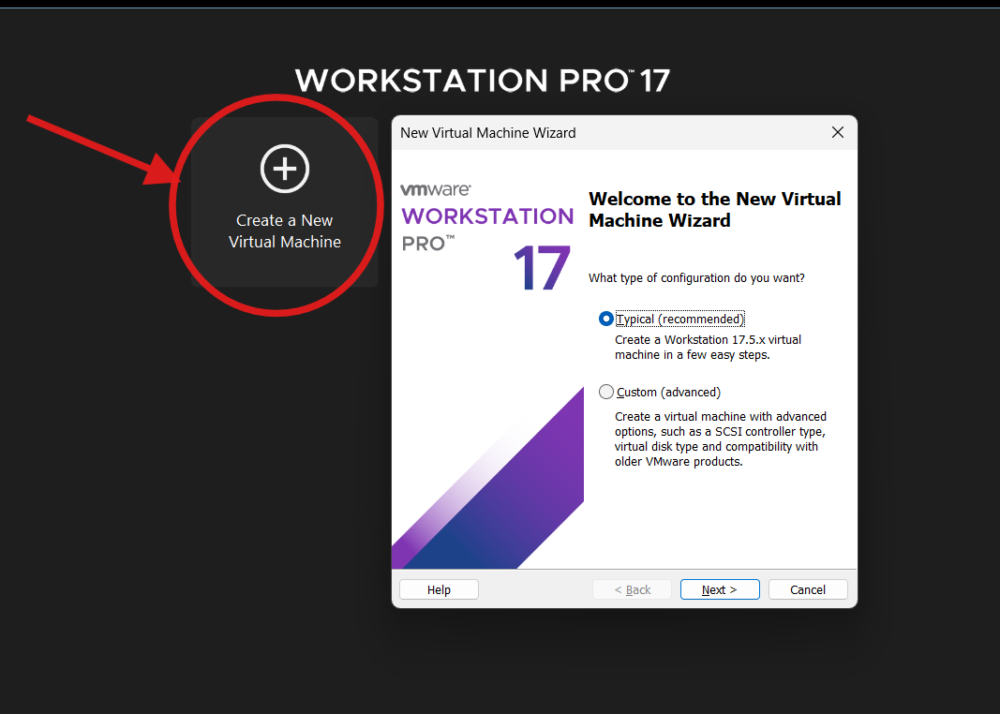 WORKSTATION PRO™ 17
Create a New
Virtual Machine
New Virtual Machine Wizard
vmware®
WORKSTATION
PRO™
17
Welcome to the New Virtual
Machine Wizard
What type of configuration do you want?
Typical (recommended)
Create a Workstation 17.5.x virtual
machine in a few easy steps.
Custom (advanced)
Create a virtual machine with advanced
options, such as a SCSI controller type,
virtual disk type and compatibility with
older VMware products.
Help
< Back
Next >
Cancel